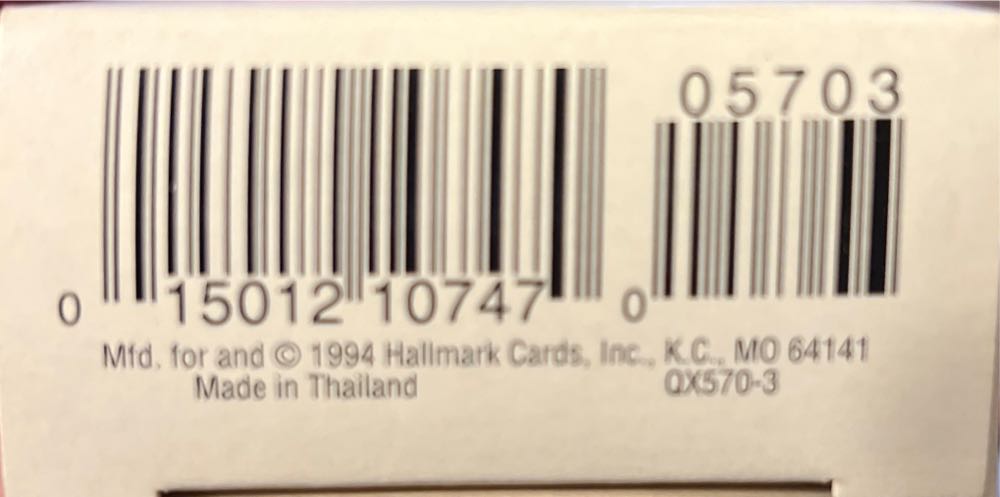 05703
0 15012 10747 0
Mfd. for and © 1994 Hallmark Cards, Inc., K.C., MO 64141
Made in Thailand QX570-3